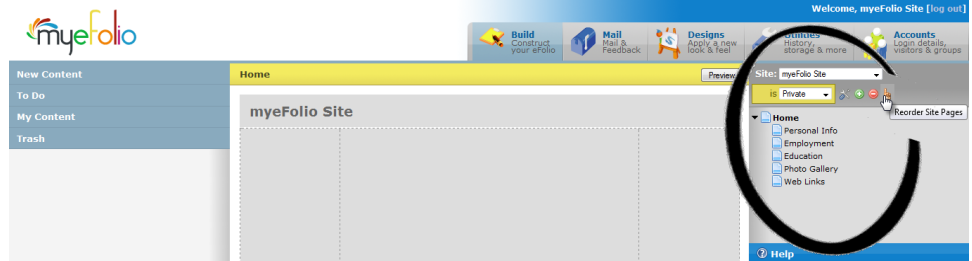 Welcome, myeFolio Site [log out]
myefolio
Build
Construct
your eFolio
Mail
Mail &
Feedback
Designs
Apply a new
look & feel
Utilities
History,
storage & more
Accounts
Login details,
visitors & groups
New Content
To Do
My Content
Trash
Home
Preview
myeFolio Site
Site: myeFolio Site
is Private
Reorder Site Pages
Home
Personal Info
Employment
Education
Photo Gallery
Web Links
Help